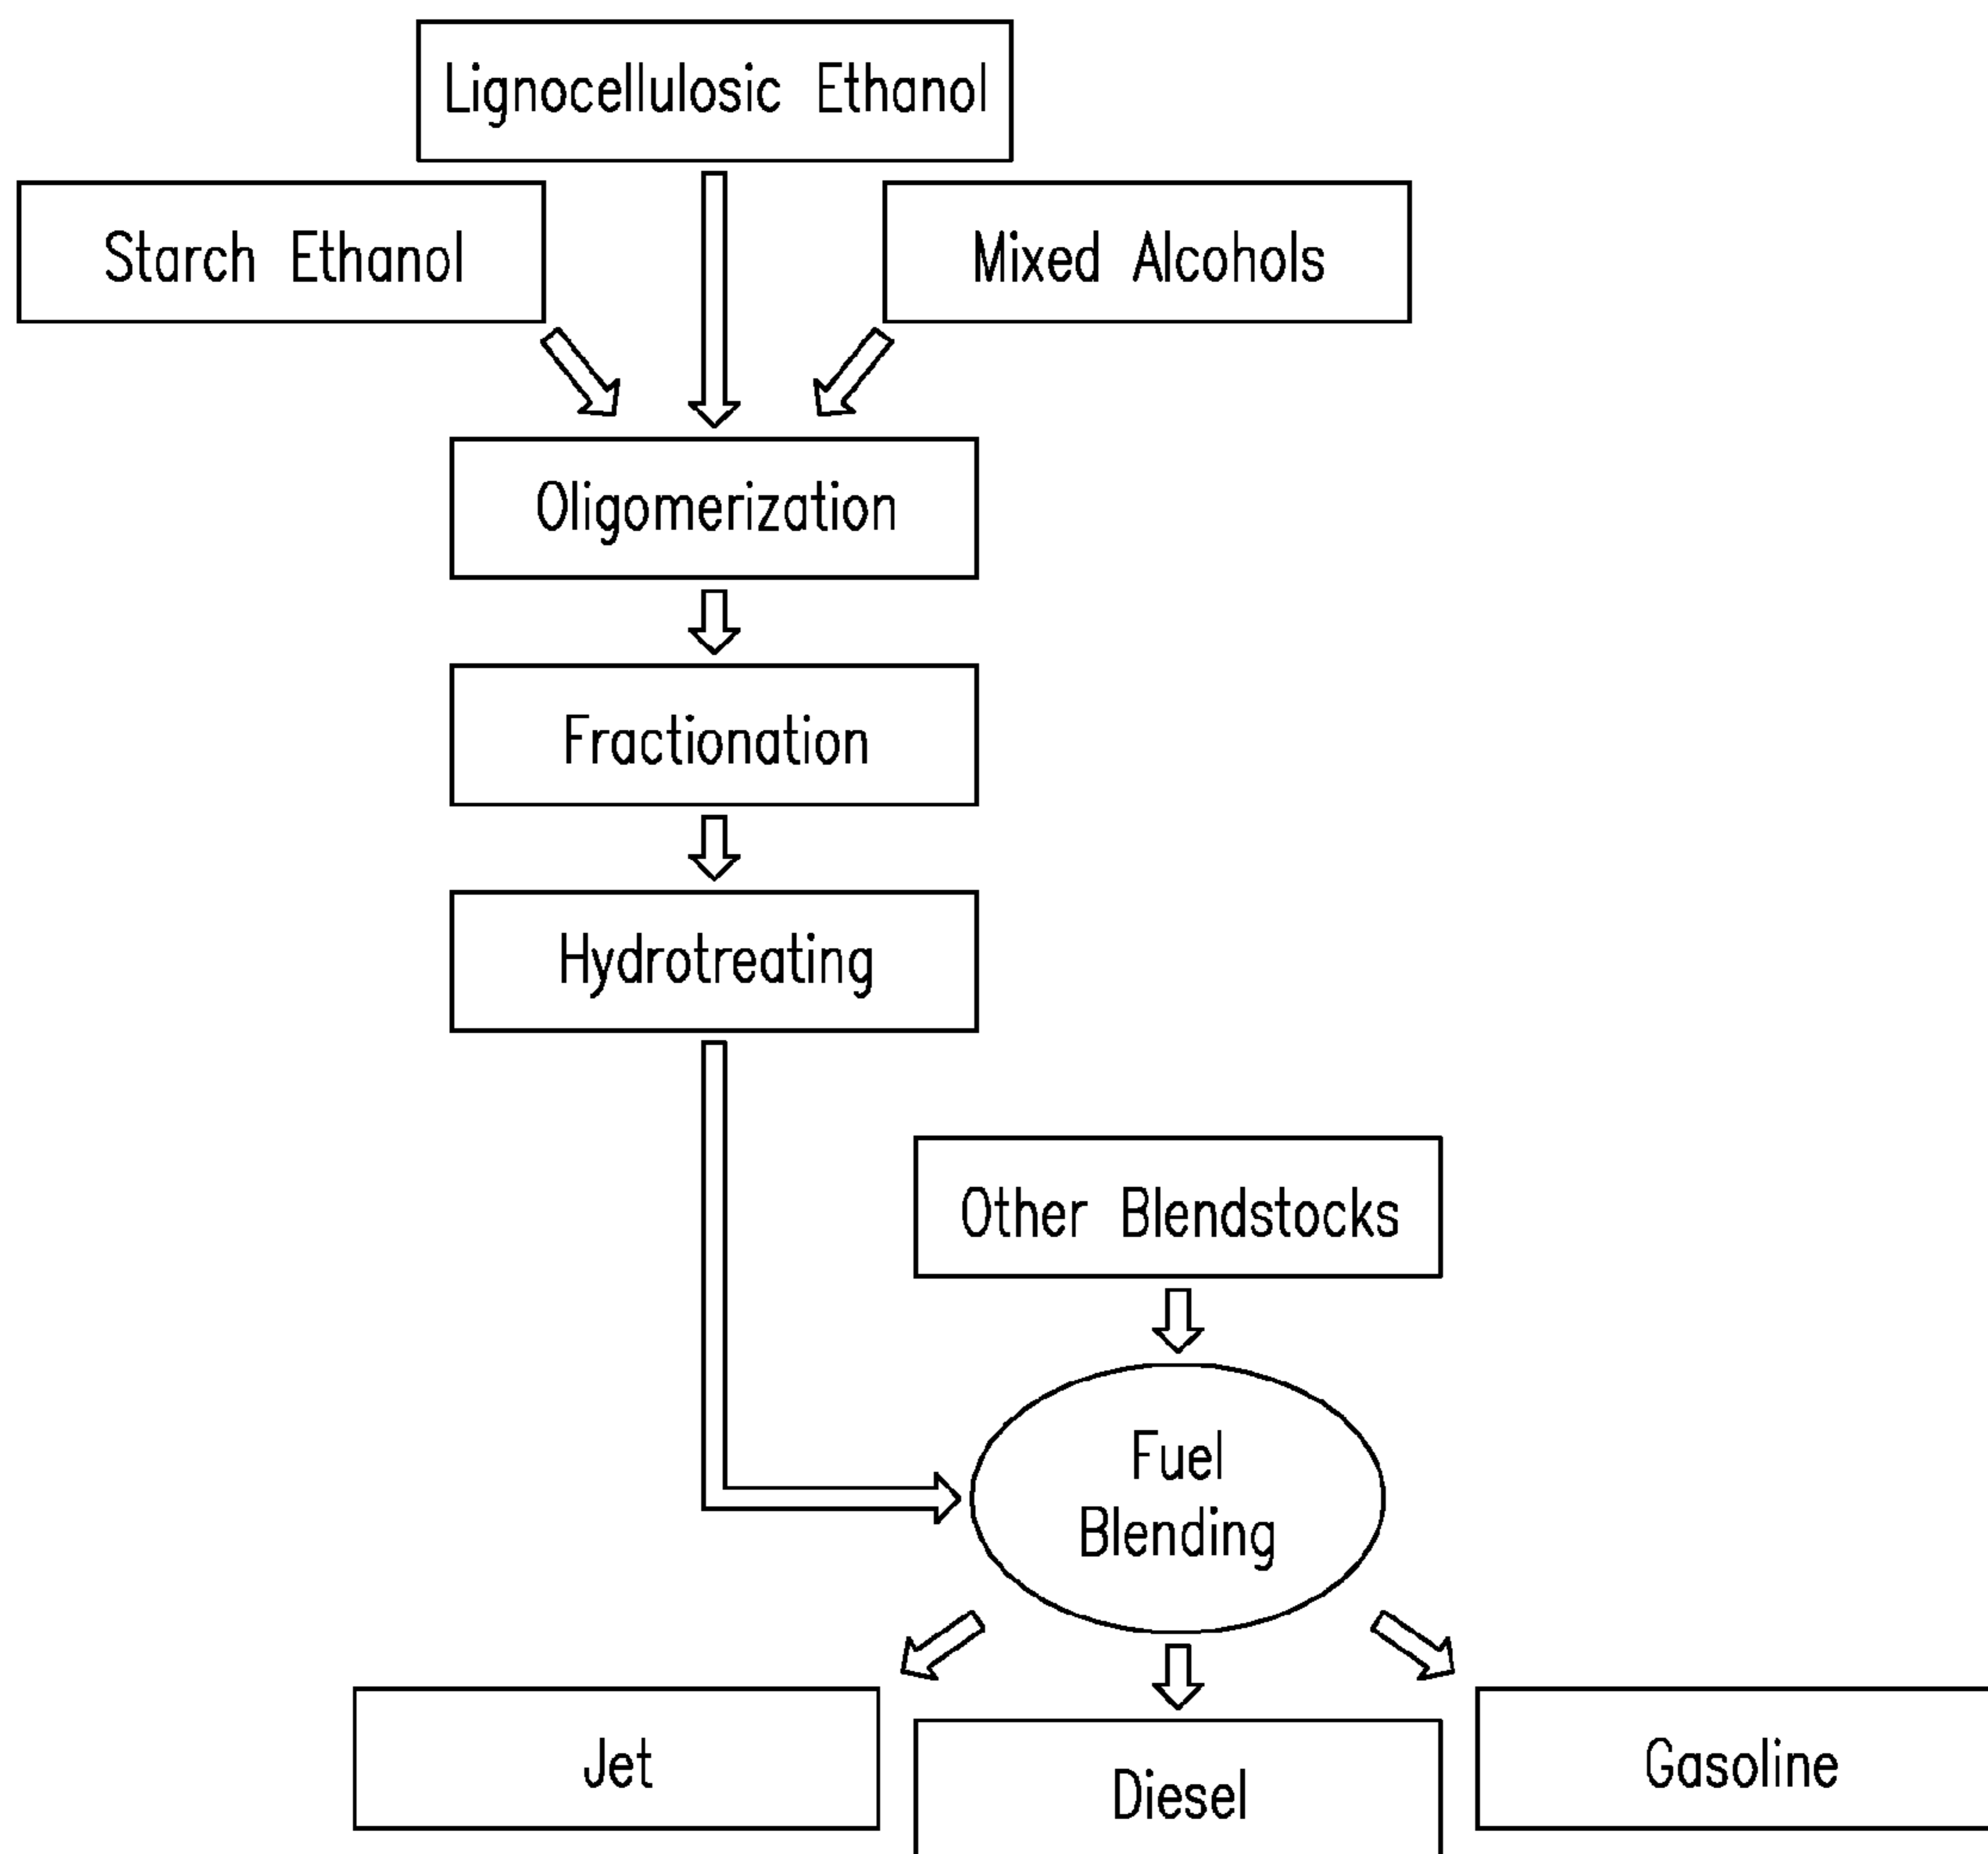 Lignocellulosic Ethanol
Starch Ethanol
Mixed Alcohols
Oligomerization
Fractionation
Hydrotreating
Other Blendstocks
Fuel
Blending
Jet
Diesel
Gasoline